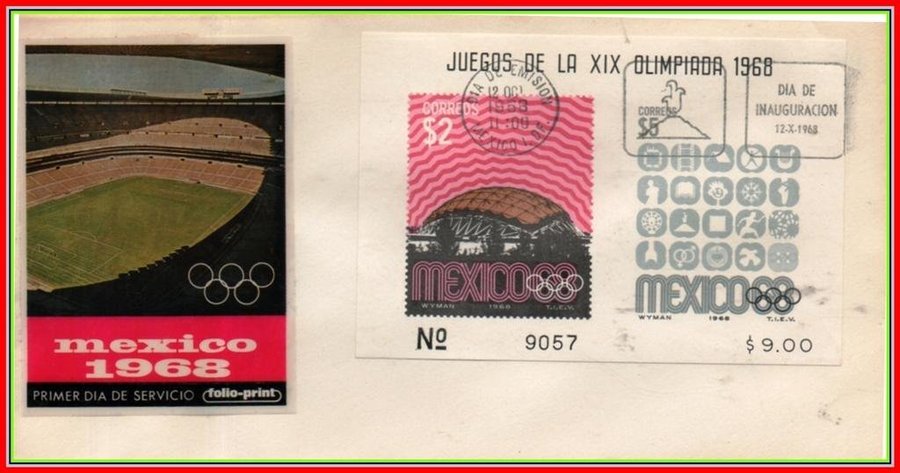 mexico
1968
PRIMER DIA DE SERVICIO folio-print
JUEGOS DE LA XIX OLIMPIADA 1968
DIA DE EMISION
12 OCT
1968
CORREOS
$2
MEXICO68
WYMAN 1968 T.I.E.V.
CORREOS
$5
DIA DE
INAUGURACION
12-X-1968
MEXICO68
WYMAN 1968 T.I.E.V.
Nº 9057
$9.00